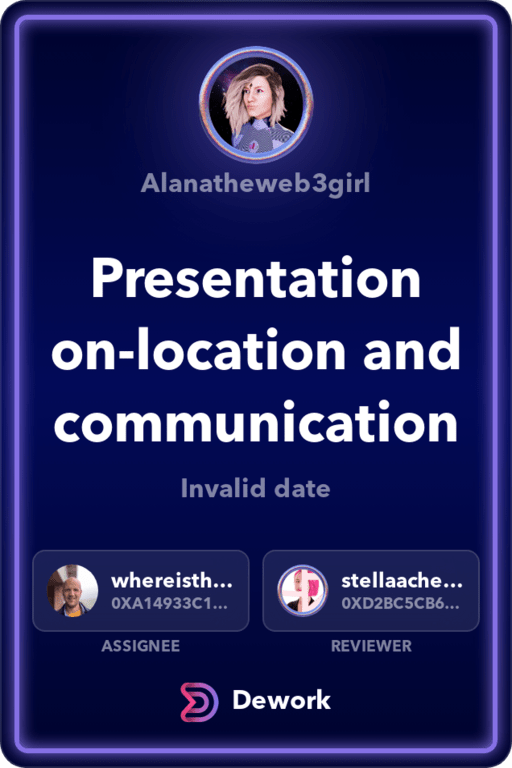 Alanatheweb3girl
Presentation
on-location and
communication
Invalid date
whereisth...
0XA14933C1...
stellaache...
0XD2BC5CB6...
ASSIGNEE
REVIEWER
Dework